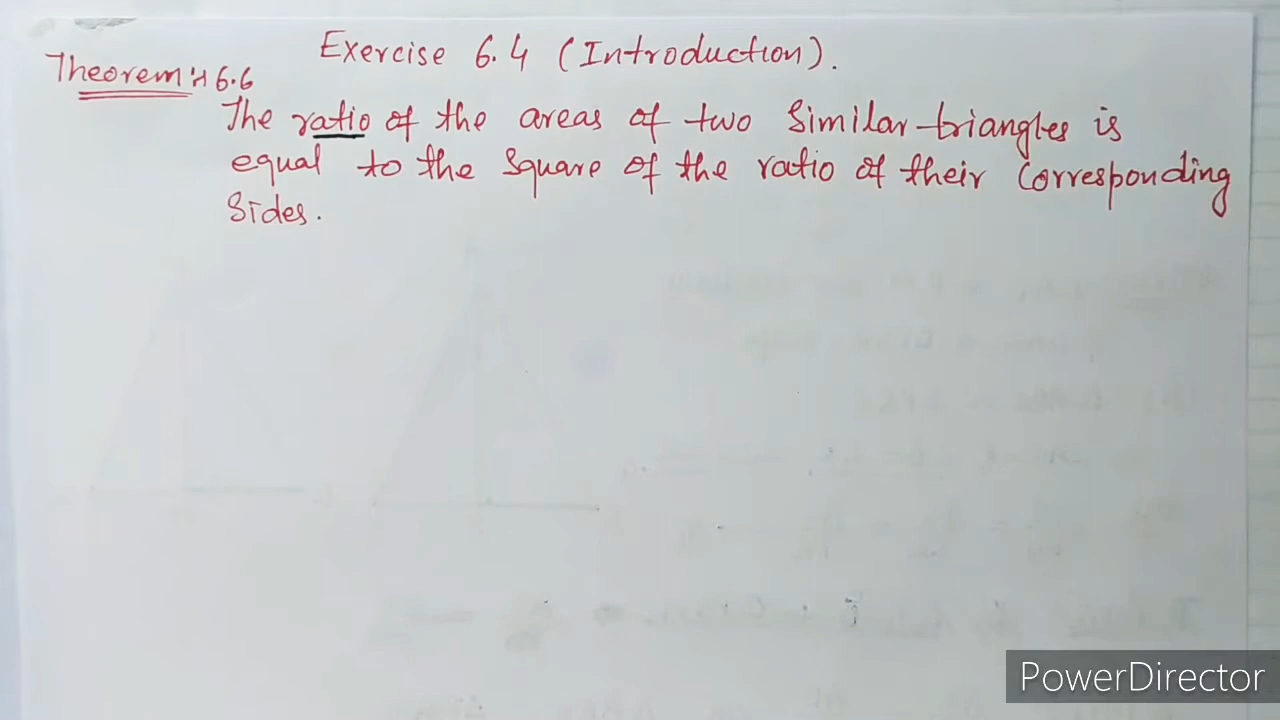 Exercise 6.4 (Introduction).
Theorem :- 6.6
The ratio of the areas of two Similar triangles is
equal to the square of the ratio of their Corresponding
Sides.
PowerDirector